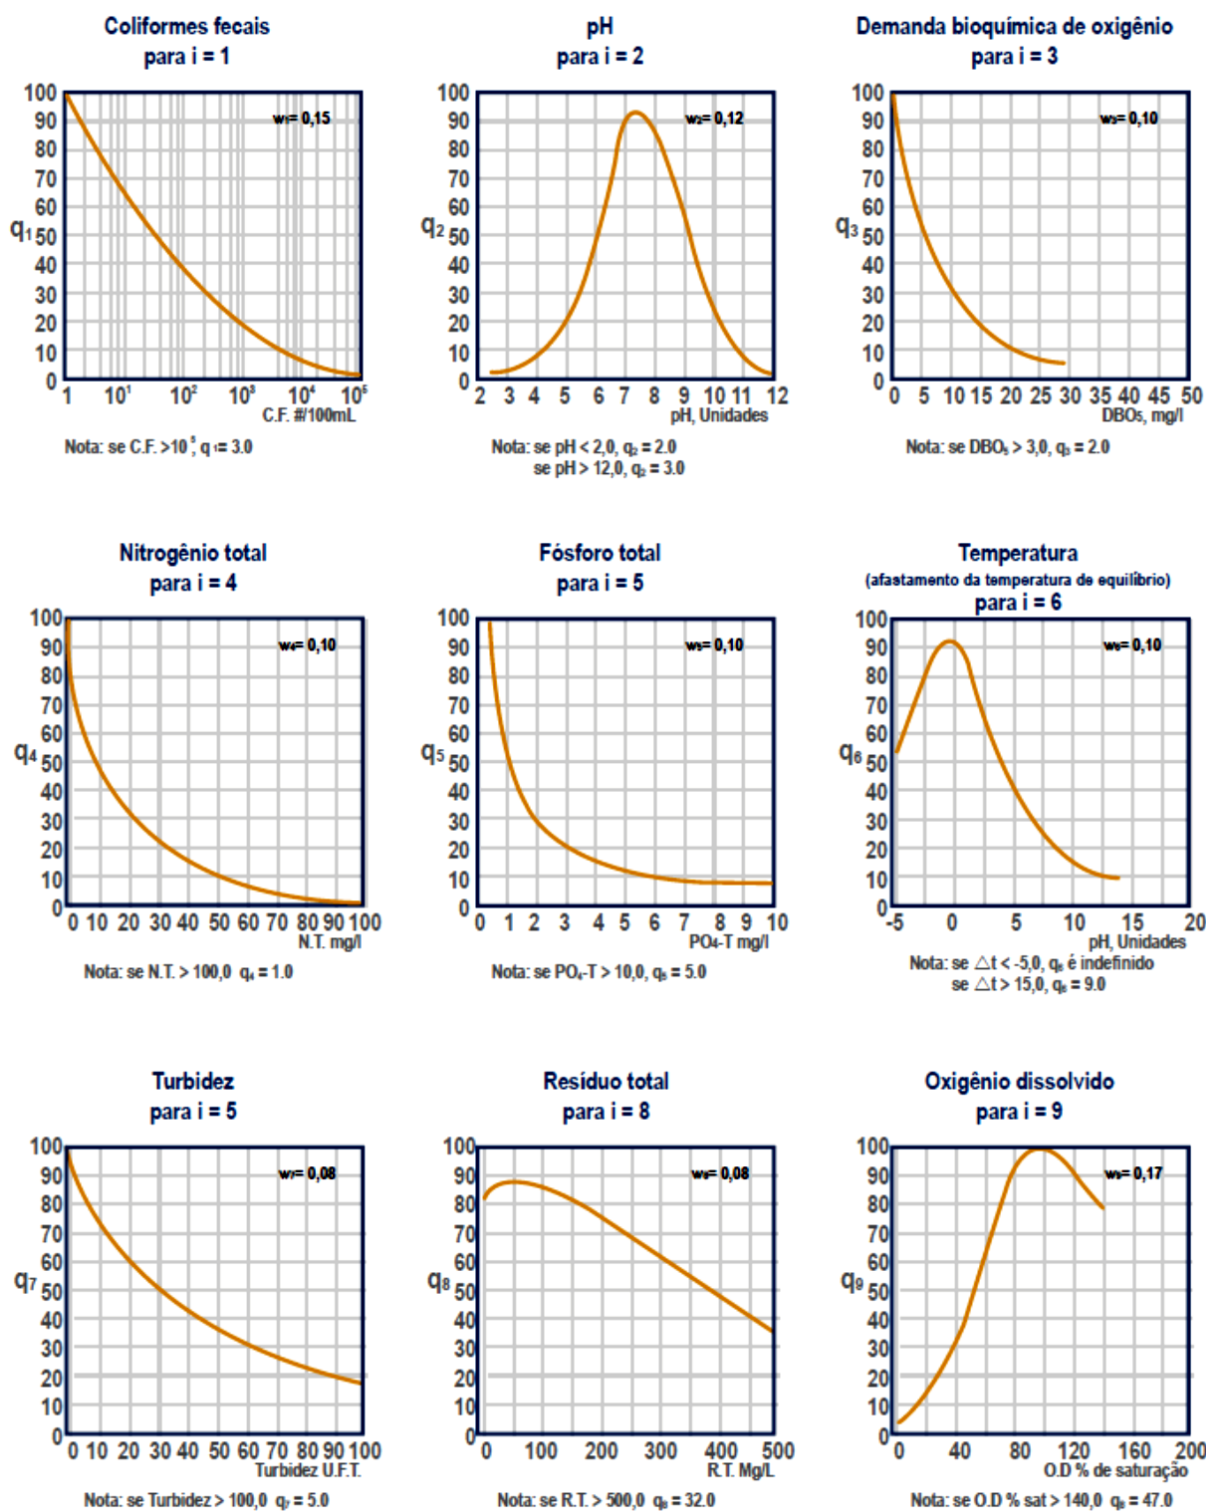 Coliformes fecais
para i = 1
w₁= 0,15
100
90
80
70
60
50
40
30
20
10
0
q₁
1 10¹ 10² 10³ 10⁴ 10⁵
C.F. #/100mL
Nota: se C.F. >10⁵, q₁= 3.0
pH
para i = 2
w₂= 0,12
100
90
80
70
60
50
40
30
20
10
0
q₂
2 3 4 5 6 7 8 9 10 11 12
pH, Unidades
Nota: se pH < 2,0, q₂ = 2.0
se pH > 12,0, q₂ = 3.0
Demanda bioquímica de oxigênio
para i = 3
w₃= 0,10
100
90
80
70
60
50
40
30
20
10
0
q₃
0 5 10 15 20 25 30 35 40 45 50
DBO₅, mg/l
Nota: se DBO₅ > 3,0, q₃ = 2.0
Nitrogênio total
para i = 4
w₄= 0,10
100
90
80
70
60
50
40
30
20
10
0
q₄
0 10 20 30 40 50 60 70 80 90 100
N.T. mg/l
Nota: se N.T. > 100,0 q₄ = 1.0
Fósforo total
para i = 5
w₅= 0,10
100
90
80
70
60
50
40
30
20
10
0
q₅
0 1 2 3 4 5 6 7 8 9 10
PO₄-T mg/l
Nota: se PO₄-T > 10,0, q₅ = 5.0
Temperatura
(afastamento da temperatura de equilíbrio)
para i = 6
w₆= 0,10
100
90
80
70
60
50
40
30
20
10
0
q₆
-5 0 5 10 15 20
pH, Unidades
Nota: se △t < -5,0, q₆ é indefinido
se △t > 15,0, q₆ = 9.0
Turbidez
para i = 5
w₇= 0,08
100
90
80
70
60
50
40
30
20
10
0
q₇
0 10 20 30 40 50 60 70 80 90 100
Turbidez U.F.T.
Nota: se Turbidez > 100,0 q₇ = 5.0
Resíduo total
para i = 8
w₈= 0,08
100
90
80
70
60
50
40
30
20
10
0
q₈
0 100 200 300 400 500
R.T. Mg/L
Nota: se R.T. > 500,0 q₈ = 32.0
Oxigênio dissolvido
para i = 9
w₉= 0,17
100
90
80
70
60
50
40
30
20
10
0
q₉
0 40 80 120 160 200
O.D % de saturação
Nota: se O.D % sat > 140,0, q₈ = 47.0